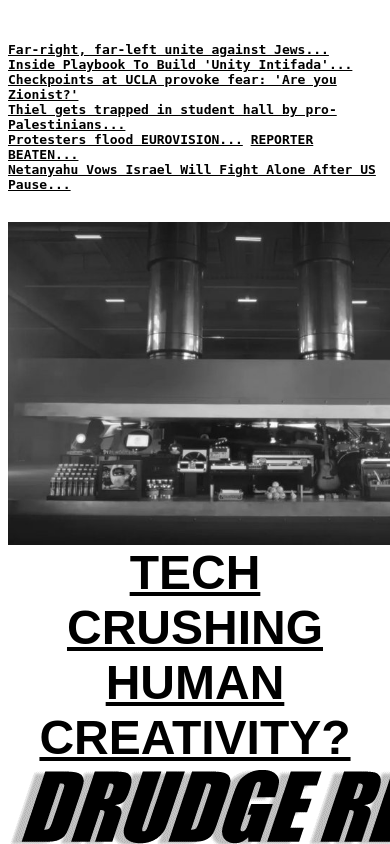 Far-right, far-left unite against Jews...
Inside Playbook To Build 'Unity Intifada'...
Checkpoints at UCLA provoke fear: 'Are you
Zionist?'
Thiel gets trapped in student hall by pro-
Palestinians...
Protesters flood EUROVISION... REPORTER
BEATEN...
Netanyahu Vows Israel Will Fight Alone After US
Pause...
TECH
CRUSHING
HUMAN
CREATIVITY?
DRUDGE RE